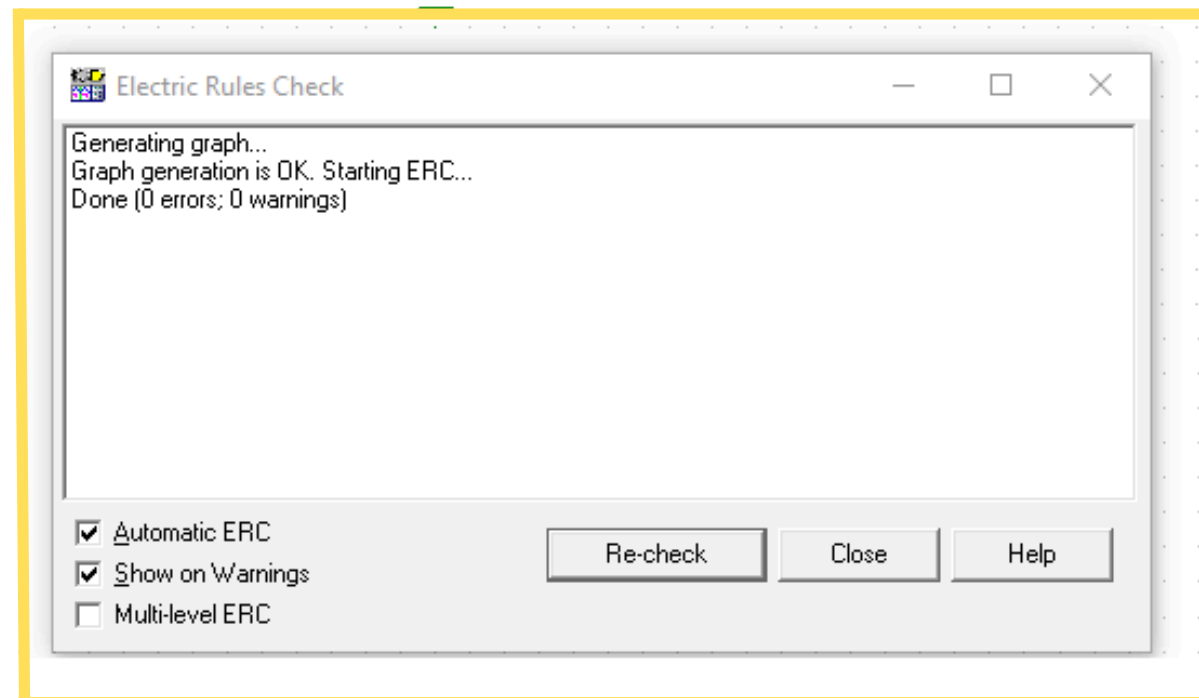 Electric Rules Check
Generating graph...
Graph generation is OK. Starting ERC...
Done (0 errors; 0 warnings)
Automatic ERC
Show on Warnings
Multi-level ERC
Re-check
Close
Help